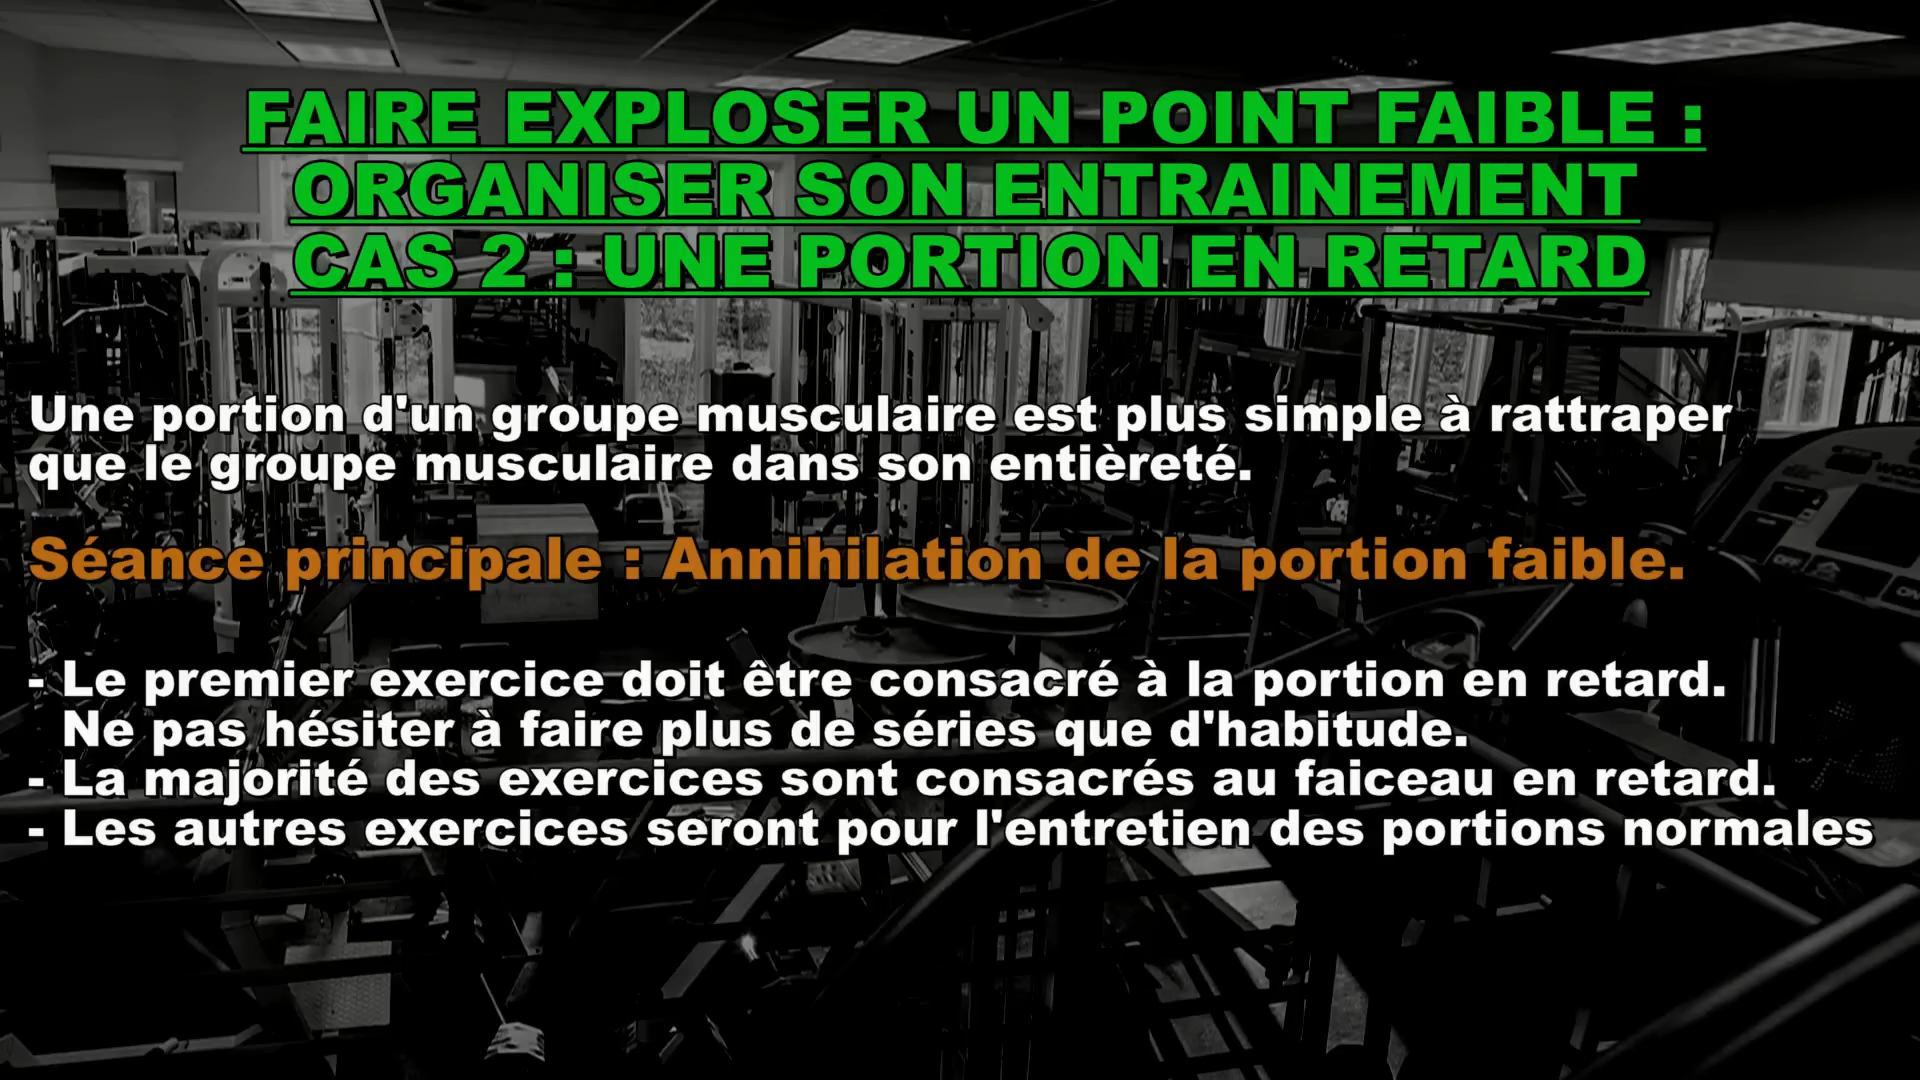 FAIRE EXPLOSER UN POINT FAIBLE :
ORGANISER SON ENTRAINEMENT
CAS 2 : UNE PORTION EN RETARD
Une portion d'un groupe musculaire est plus simple à rattraper
que le groupe musculaire dans son entièreté.
Séance principale : Annihilation de la portion faible.
- Le premier exercice doit être consacré à la portion en retard.
Ne pas hésiter à faire plus de séries que d'habitude.
- La majorité des exercices sont consacrés au faiceau en retard.
- Les autres exercices seront pour l'entretien des portions normales